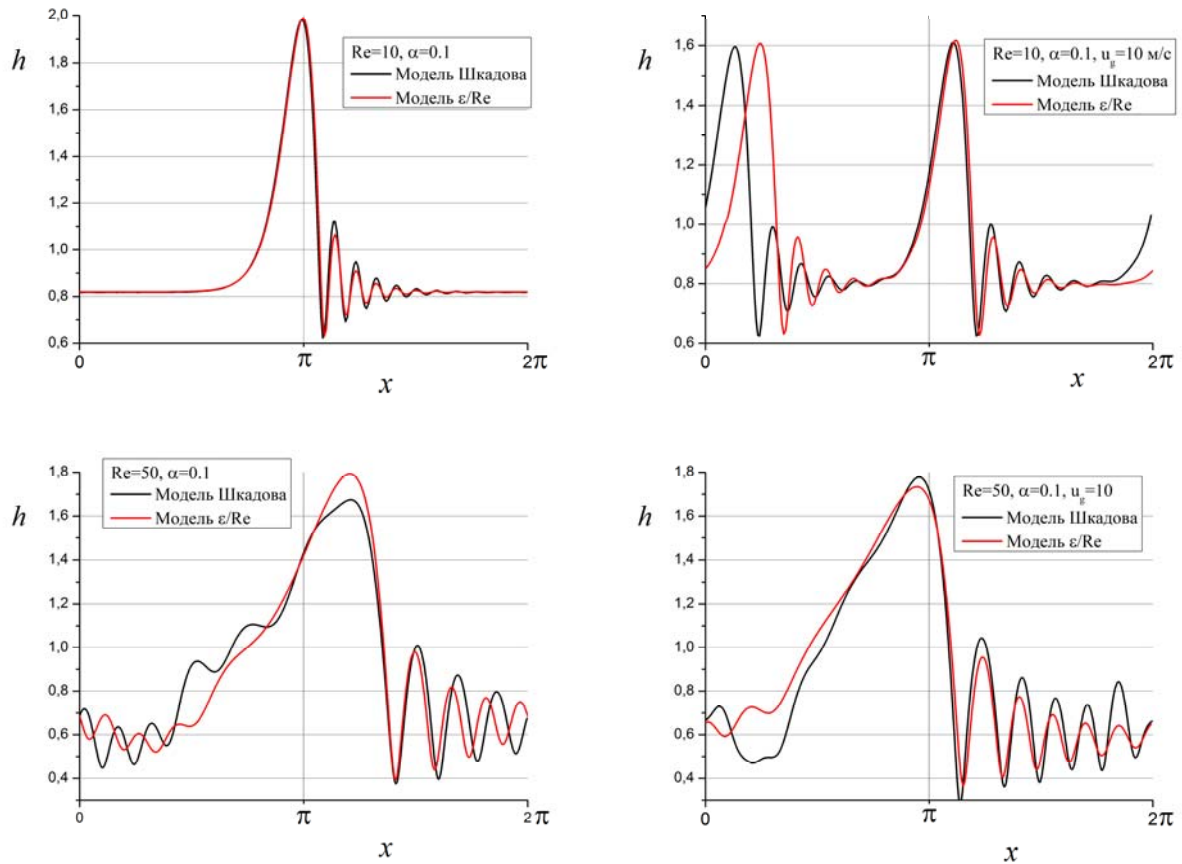 h
2,0
1,8
1,6
1,4
1,2
1,0
0,8
0,6
Re=10, α=0.1
Модель Шкадова
Модель ε/Re
0
π
2π
x
h
1,6
1,4
1,2
1,0
0,8
0,6
Re=10, α=0.1, u_g=10 м/с
Модель Шкадова
Модель ε/Re
0
π
2π
x
h
1,8
1,6
1,4
1,2
1,0
0,8
0,6
0,4
Re=50, α=0.1
Модель Шкадова
Модель ε/Re
0
π
2π
x
h
1,8
1,6
1,4
1,2
1,0
0,8
0,6
0,4
Re=50, α=0.1, u_g=10
Модель Шкадова
Модель ε/Re
0
π
2π
x